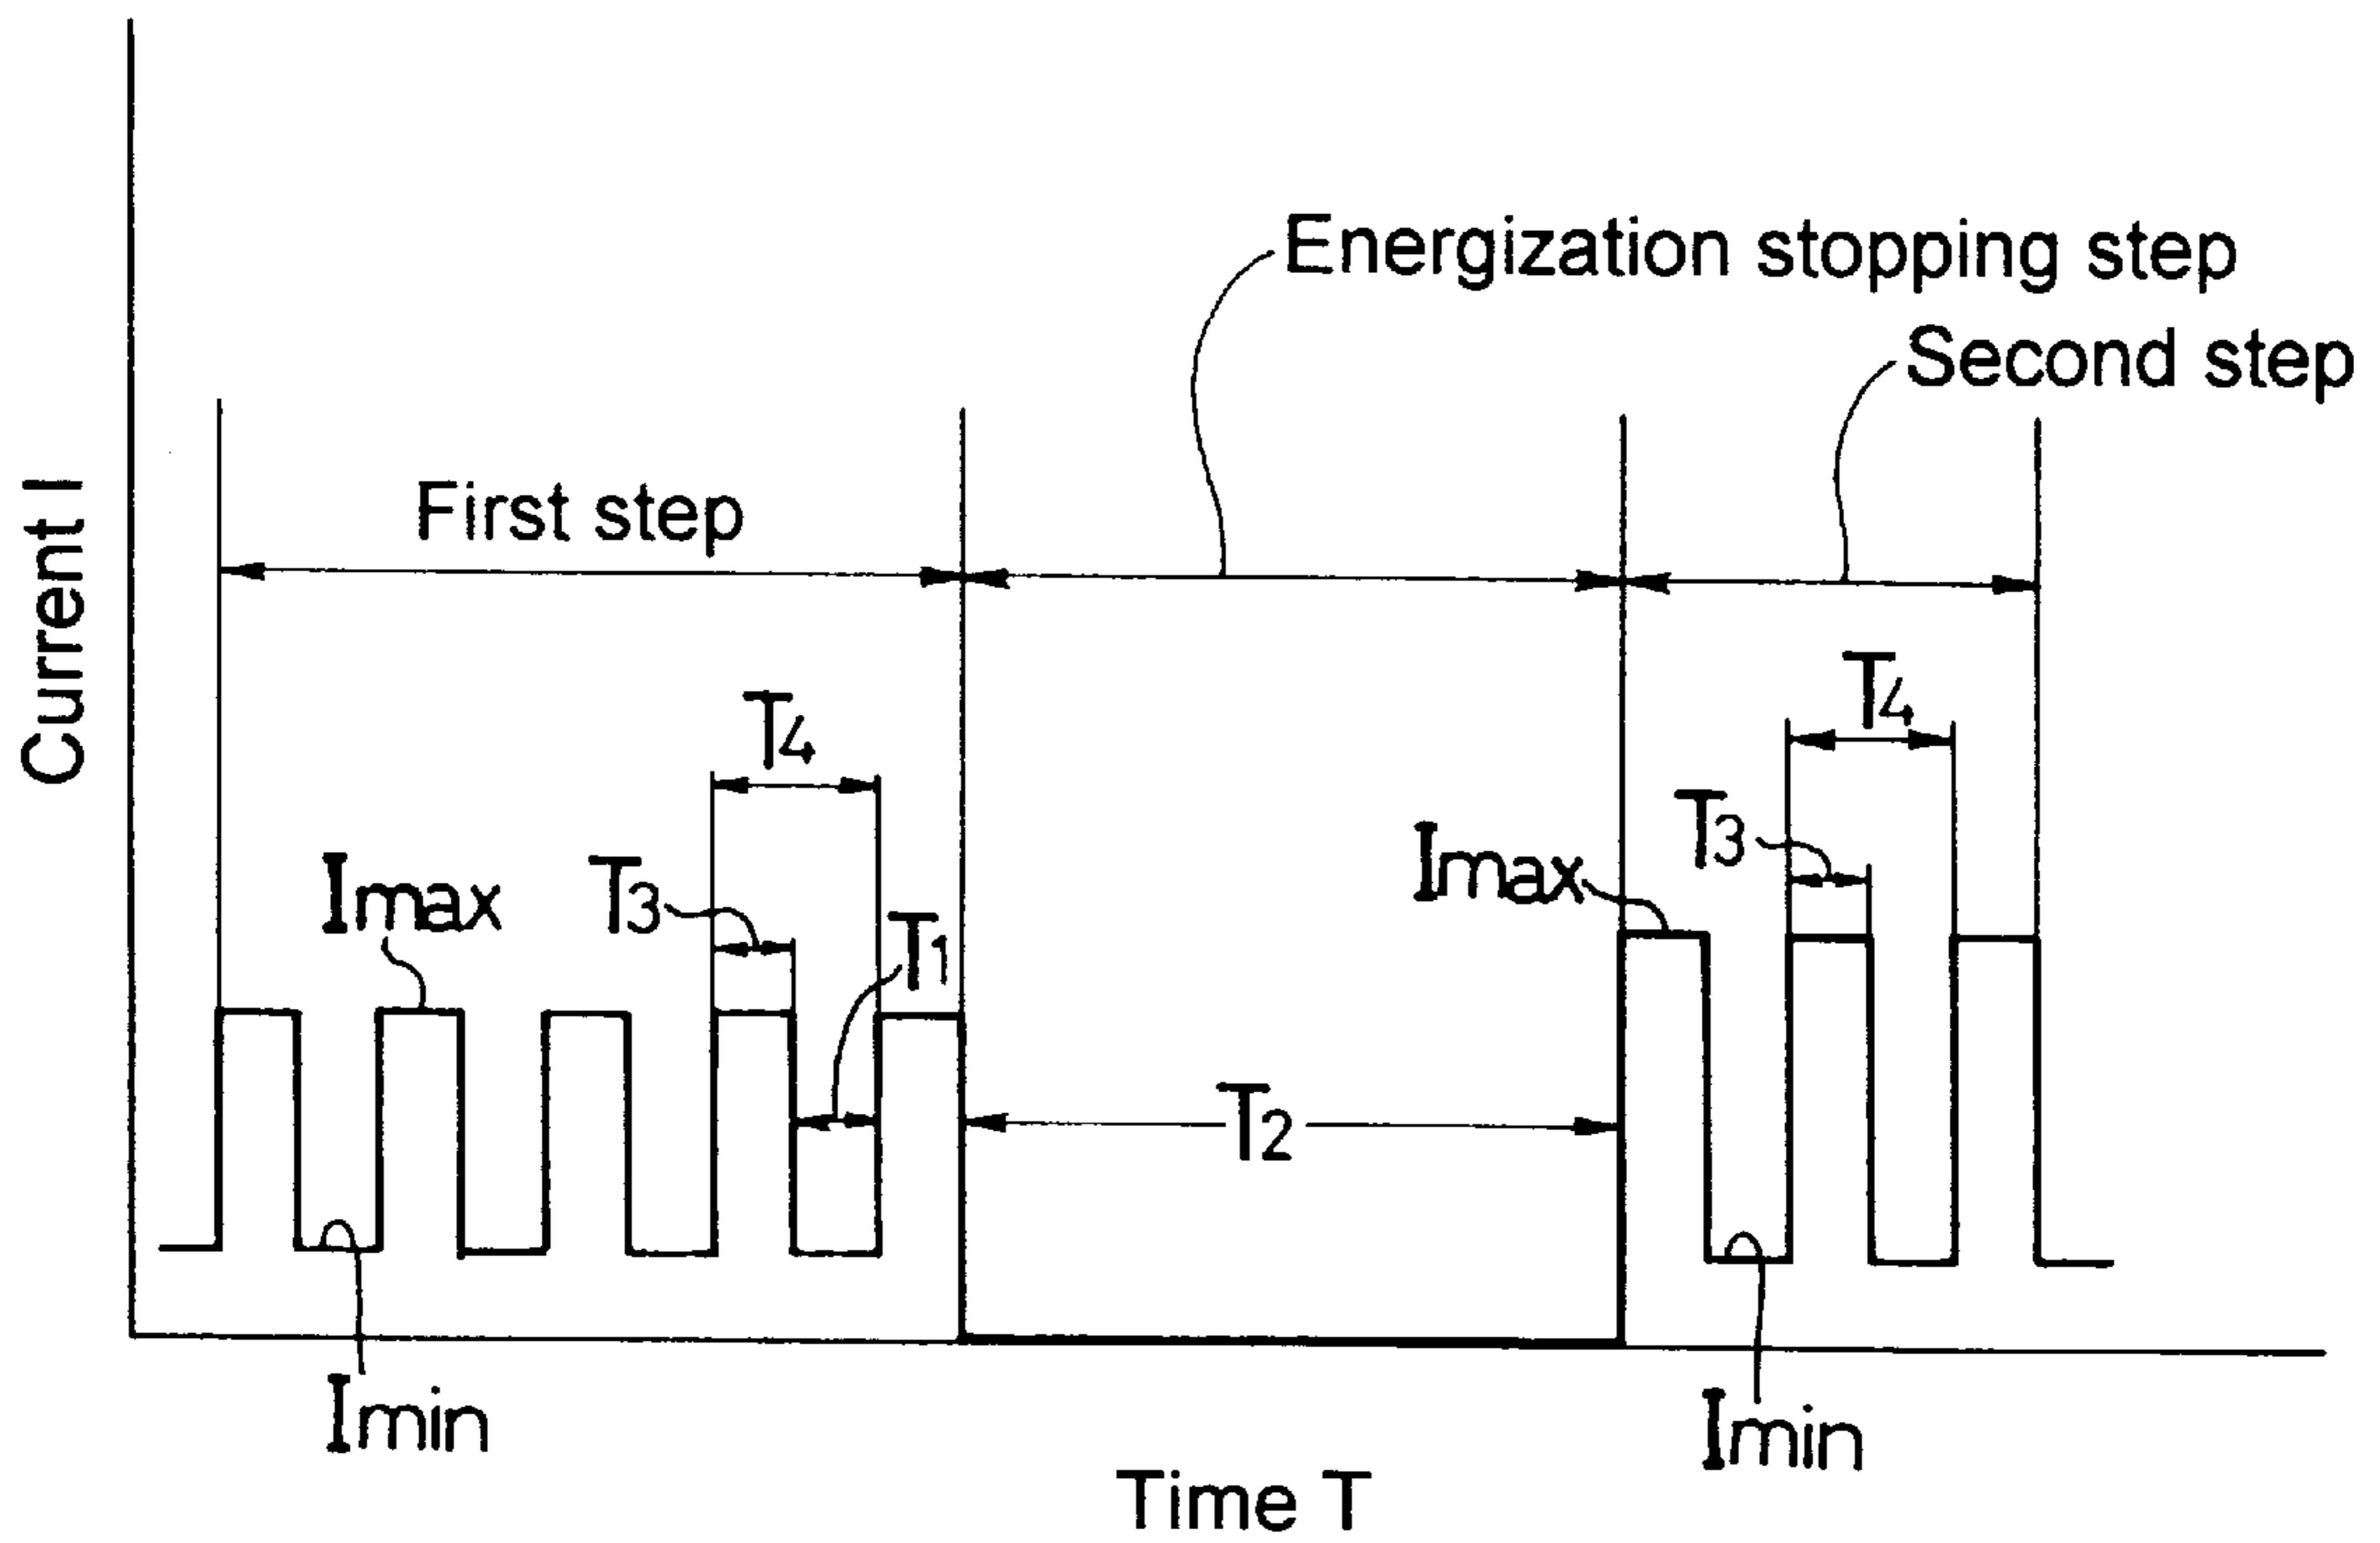 Energization stopping step
Second step
First step
Current I
T4
T4
T3
Imax
Imax
T3
T1
T2
Imin
Imin
Time T